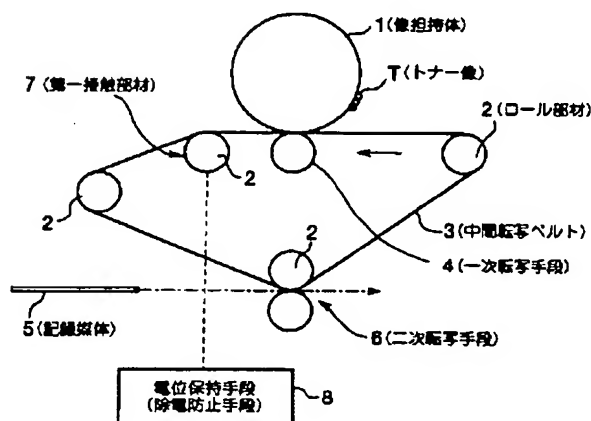 1(像担持体)
T(トナー像)
7(第一接触部材)
2(ロール部材)
2
2
3(中間転写ベルト)
2
4(一次転写手段)
5(記録媒体)
6(二次転写手段)
電位保持手段
(除電防止手段)
8